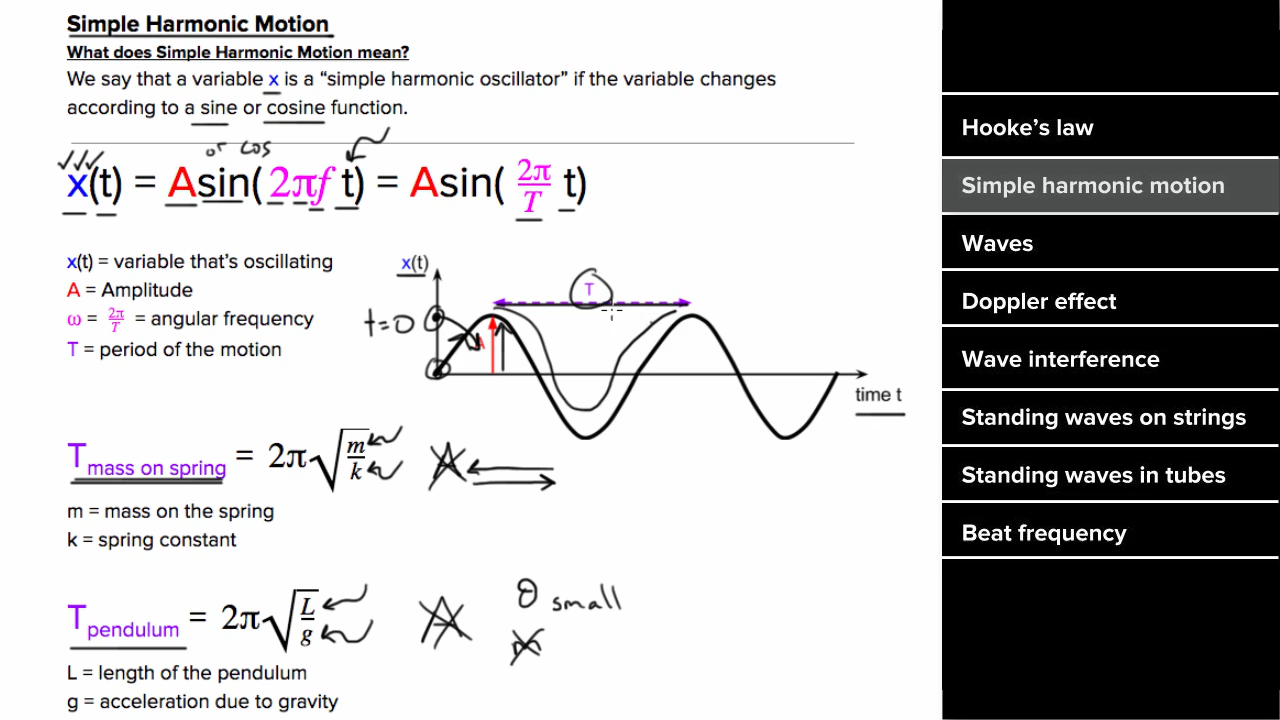 Simple Harmonic Motion
What does Simple Harmonic Motion mean?
We say that a variable x is a “simple harmonic oscillator” if the variable changes
according to a sine or cosine function.
or cos
x(t) = Asin( 2πf t) = Asin( 2π/T t)
x(t) = variable that's oscillating
A = Amplitude
ω = 2π/T = angular frequency
T = period of the motion
x(t)
T
t=0
A
time t
T mass on spring = 2π√(m/k)
m = mass on the spring
k = spring constant
T pendulum = 2π√(L/g)
θ small
L = length of the pendulum
g = acceleration due to gravity
Hooke's law
Simple harmonic motion
Waves
Doppler effect
Wave interference
Standing waves on strings
Standing waves in tubes
Beat frequency